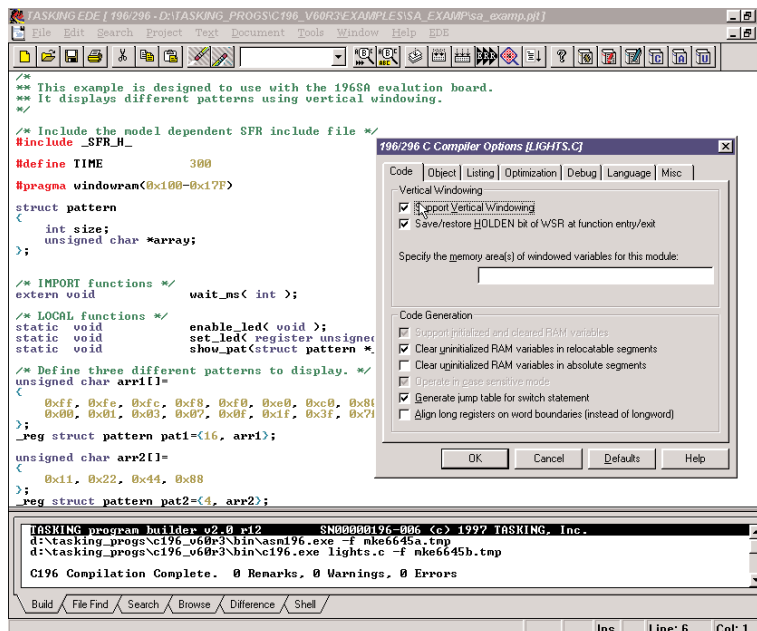 TASKING EDE [ 196/296 - D:\TASKING_PROGS\C196_V60R3\EXAMPLES\SA_EXAMP\sa_examp.pjt ]
File Edit Search Project Text Document Tools Window Help EDE
/*
** This example is designed to use with the 196SA evalution board.
** It displays different patterns using vertical windowing.
*/
/* Include the model dependent SFR include file */
#include _SFR_H_
#define TIME 300
#pragma windowram(0x100-0x17F)
struct pattern
{
int size;
unsigned char *array;
};
/* IMPORT functions */
extern void wait_ms( int );
/* LOCAL functions */
static void enable_led( void );
static void set_led( register unsigned
static void show_pat(struct pattern *_
/* Define three different patterns to display. */
unsigned char arr1[]=
{
0xff, 0xfe, 0xfc, 0xf8, 0xf0, 0xe0, 0xc0, 0x80
0x00, 0x01, 0x03, 0x07, 0x0f, 0x1f, 0x3f, 0x7f
};
_reg struct pattern pat1={16, arr1};
unsigned char arr2[]=
{
0x11, 0x22, 0x44, 0x88
};
_reg struct pattern pat2={4, arr2};
196/296 C Compiler Options [LIGHTS.C]
Code Object Listing Optimization Debug Language Misc
Vertical Windowing
Support Vertical Windowing
Save/restore HOLDEN bit of WSR at function entry/exit
Specify the memory area(s) of windowed variables for this module:
Code Generation
Support initialized and cleared RAM variables
Clear uninitialized RAM variables in relocatable segments
Clear uninitialized RAM variables in absolute segments
Operate in case sensitive mode
Generate jump table for switch statement
Align long registers on word boundaries (instead of longword)
OK Cancel Defaults Help
TASKING program builder v2.0 r12 SN00000196-006 (c) 1997 TASKING, Inc.
d:\tasking_progs\c196_v60r3\bin\asm196.exe -f mke6645a.tmp
d:\tasking_progs\c196_v60r3\bin\c196.exe lights.c -f mke6645b.tmp
C196 Compilation Complete. 0 Remarks, 0 Warnings, 0 Errors
Build File Find Search Browse Difference Shell
Ins Line: 6 Col: 1